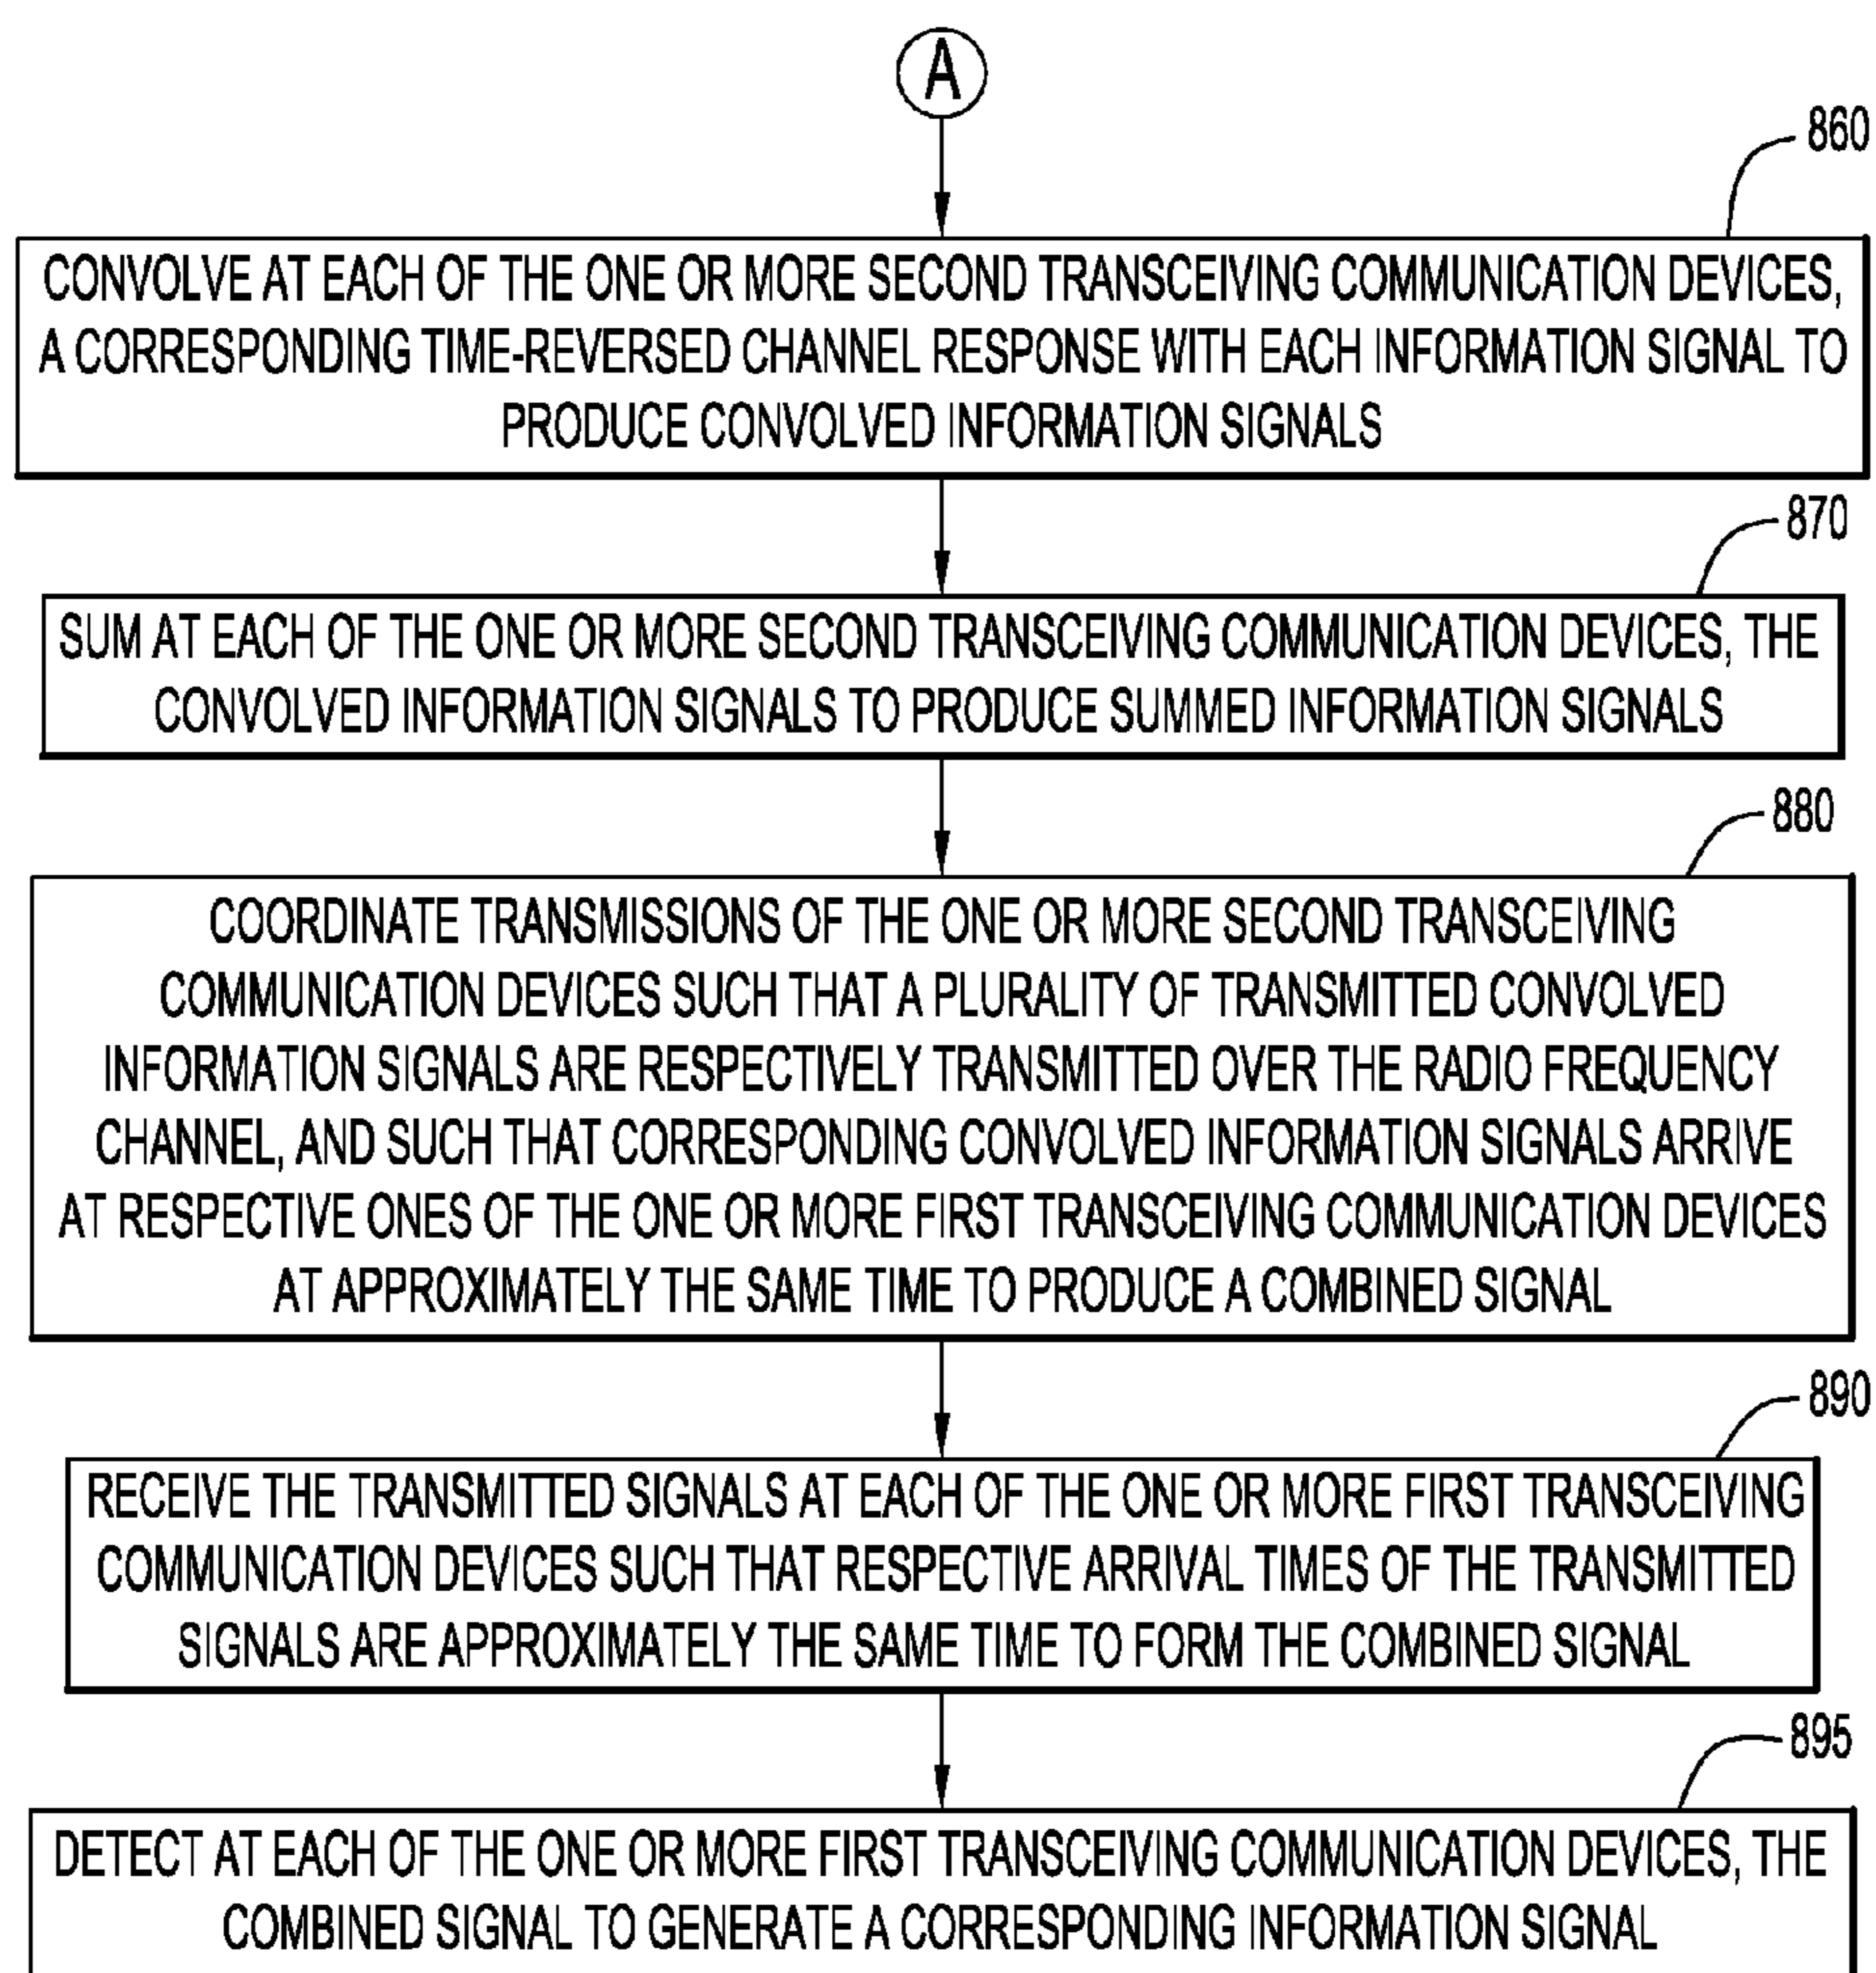 A
860
CONVOLVE AT EACH OF THE ONE OR MORE SECOND TRANSCEIVING COMMUNICATION DEVICES,
A CORRESPONDING TIME-REVERSED CHANNEL RESPONSE WITH EACH INFORMATION SIGNAL TO
PRODUCE CONVOLVED INFORMATION SIGNALS
870
SUM AT EACH OF THE ONE OR MORE SECOND TRANSCEIVING COMMUNICATION DEVICES, THE
CONVOLVED INFORMATION SIGNALS TO PRODUCE SUMMED INFORMATION SIGNALS
880
COORDINATE TRANSMISSIONS OF THE ONE OR MORE SECOND TRANSCEIVING
COMMUNICATION DEVICES SUCH THAT A PLURALITY OF TRANSMITTED CONVOLVED
INFORMATION SIGNALS ARE RESPECTIVELY TRANSMITTED OVER THE RADIO FREQUENCY
CHANNEL, AND SUCH THAT CORRESPONDING CONVOLVED INFORMATION SIGNALS ARRIVE
AT RESPECTIVE ONES OF THE ONE OR MORE FIRST TRANSCEIVING COMMUNICATION DEVICES
AT APPROXIMATELY THE SAME TIME TO PRODUCE A COMBINED SIGNAL
890
RECEIVE THE TRANSMITTED SIGNALS AT EACH OF THE ONE OR MORE FIRST TRANSCEIVING
COMMUNICATION DEVICES SUCH THAT RESPECTIVE ARRIVAL TIMES OF THE TRANSMITTED
SIGNALS ARE APPROXIMATELY THE SAME TIME TO FORM THE COMBINED SIGNAL
895
DETECT AT EACH OF THE ONE OR MORE FIRST TRANSCEIVING COMMUNICATION DEVICES, THE
COMBINED SIGNAL TO GENERATE A CORRESPONDING INFORMATION SIGNAL